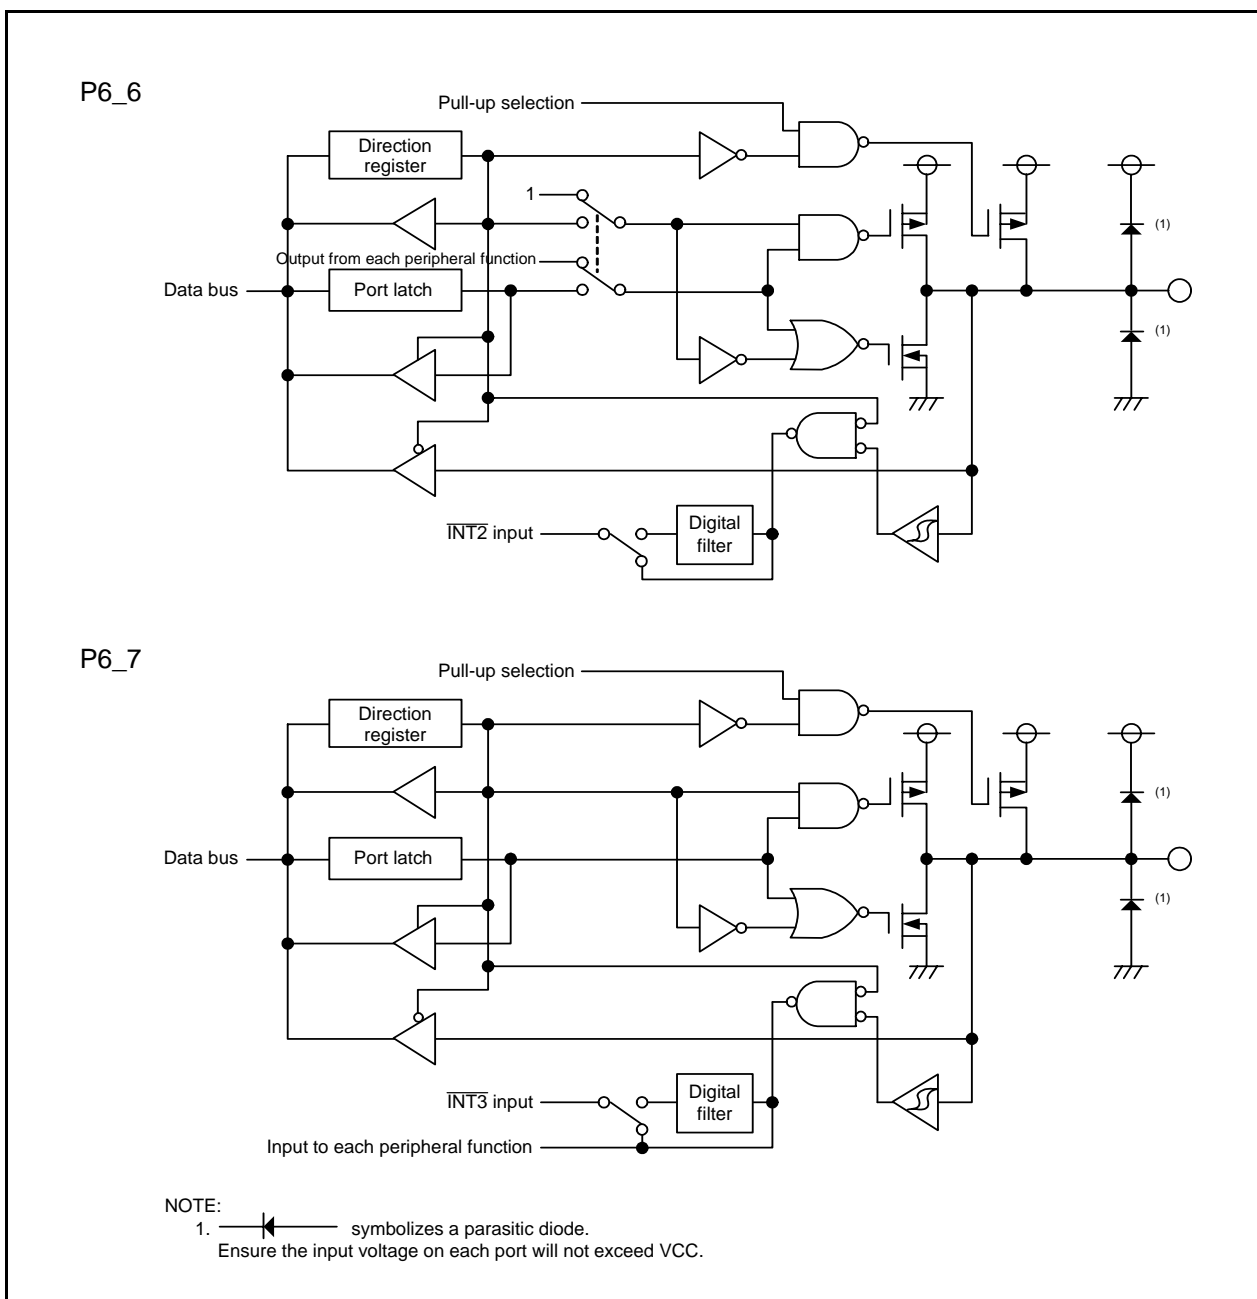 P6_6
Pull-up selection
Direction
register
1
(1)
Output from each peripheral function
Data bus
Port latch
(1)
INT2 input
Digital
filter
P6_7
Pull-up selection
Direction
register
(1)
Data bus
Port latch
(1)
INT3 input
Digital
filter
Input to each peripheral function
NOTE:
1. symbolizes a parasitic diode.
Ensure the input voltage on each port will not exceed VCC.